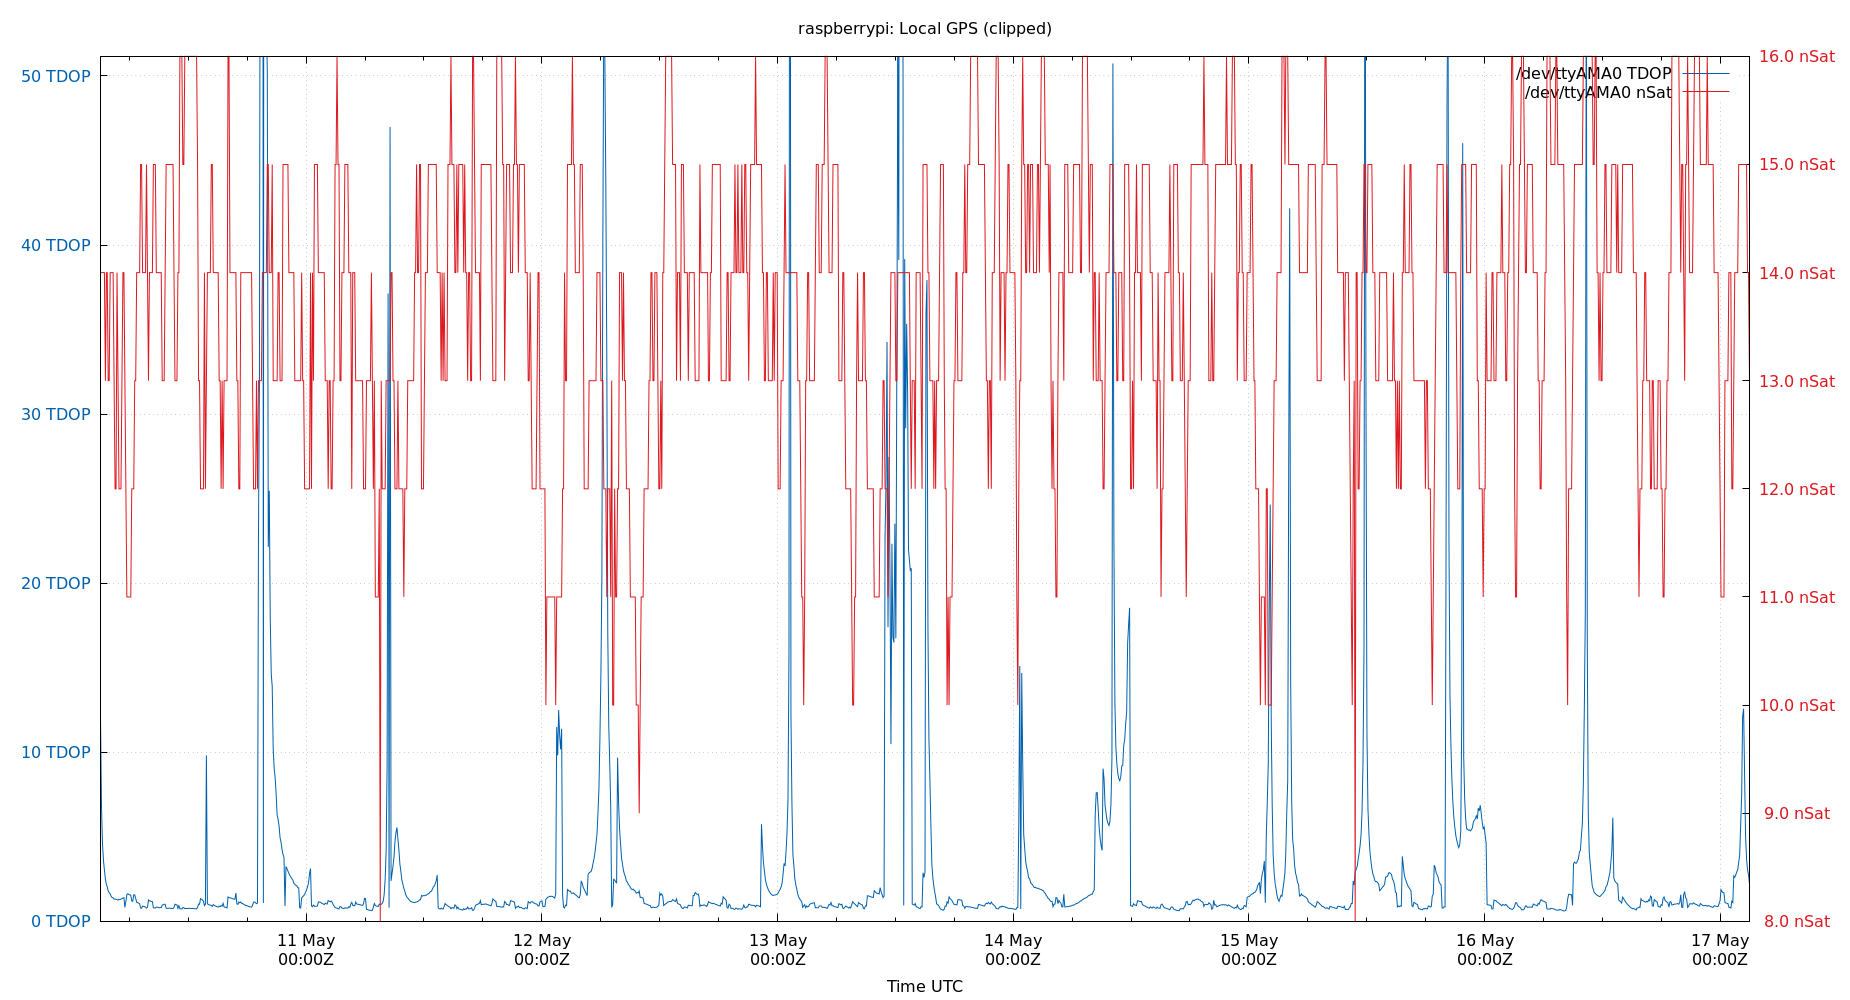 raspberrypi: Local GPS (clipped)
50 TDOP
40 TDOP
30 TDOP
20 TDOP
10 TDOP
0 TDOP
16.0 nSat
15.0 nSat
14.0 nSat
13.0 nSat
12.0 nSat
11.0 nSat
10.0 nSat
9.0 nSat
8.0 nSat
/dev/ttyAMA0 TDOP
/dev/ttyAMA0 nSat
11 May
00:00Z
12 May
00:00Z
13 May
00:00Z
14 May
00:00Z
15 May
00:00Z
16 May
00:00Z
17 May
00:00Z
Time UTC